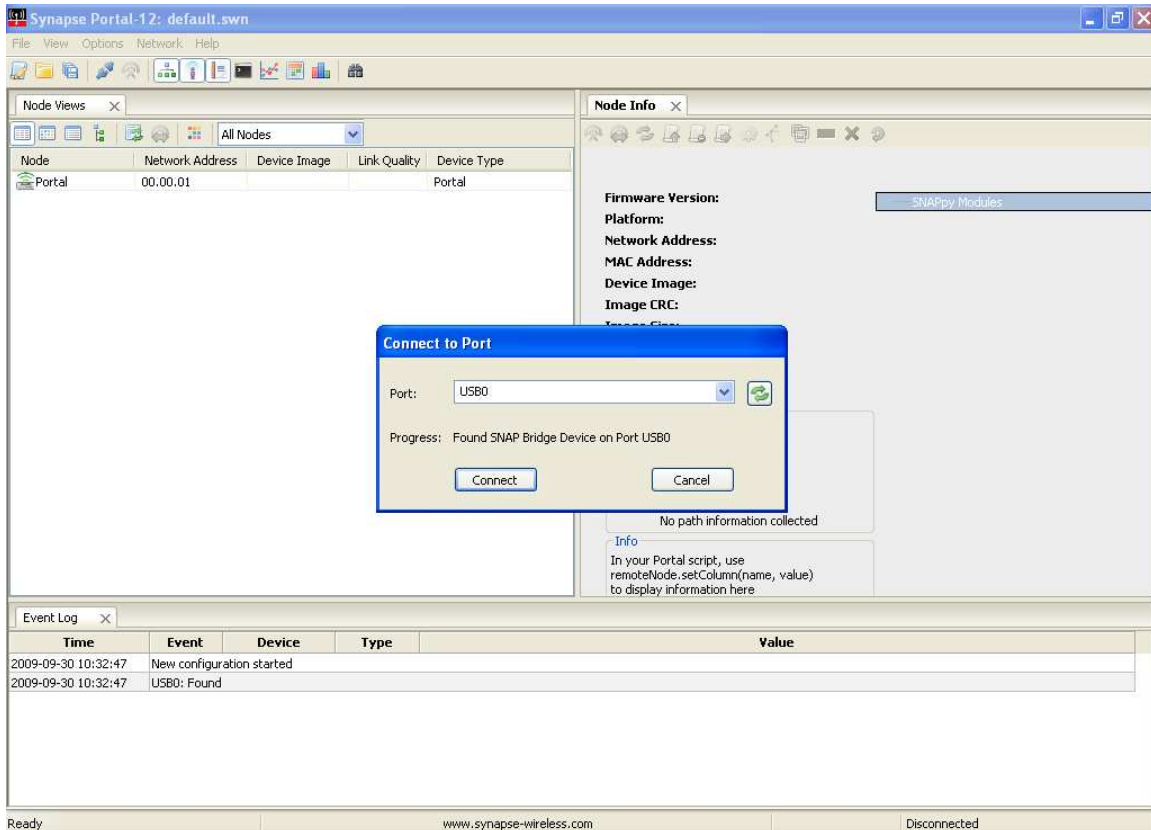 Synapse Portal-12: default.swn
File View Options Network Help
Node Views
Node Info
All Nodes
Node Network Address Device Image Link Quality Device Type
Portal 00.00.01 Portal
Firmware Version:
SNAPpy Modules
Platform:
Network Address:
MAC Address:
Device Image:
Image CRC:
Image Size:
Connect to Port
Port: USB0
Progress: Found SNAP Bridge Device on Port USB0
Connect Cancel
No path information collected
Info
In your Portal script, use
remoteNode.setColumn(name, value)
to display information here
Event Log
Time Event Device Type Value
2009-09-30 10:32:47 New configuration started
2009-09-30 10:32:47 USB0: Found
Ready www.synapse-wireless.com Disconnected